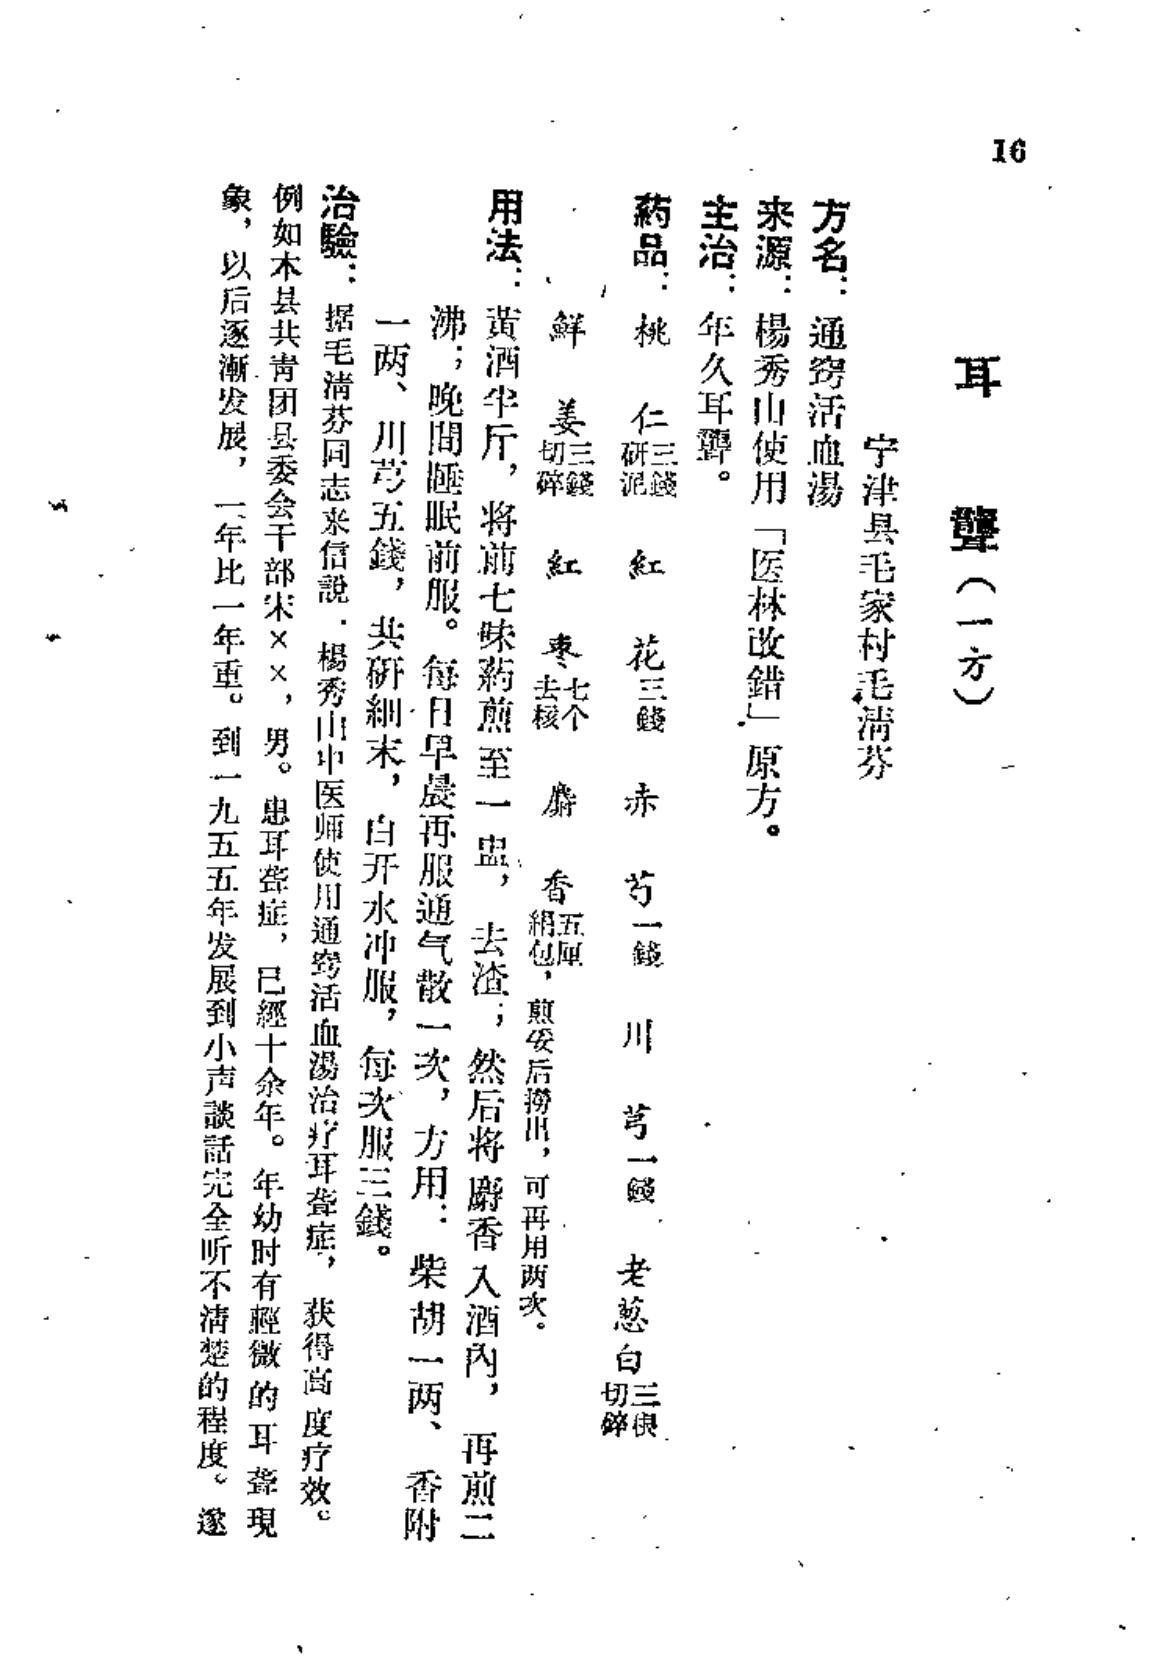 16
耳聾(一方)
宁津县毛家村毛清芬
方名:通窍活血湯
来源:楊秀山使用「医林改錯」原方。
主治:年久耳聾。
葯品:桃仁三錢研泥 紅花三錢 赤芍一錢 川芎一錢 老葱白三根切碎
鮮姜三錢切碎 紅枣七个去核 麝香五厘絹包,煎妥后撈出,可再用两次。
用法:黃酒半斤,将前七味葯煎至一盅,去渣;然后将麝香入酒內,再煎二
沸;晚間睡眠前服。每日早晨再服通气散一次,方用:柴胡一两、香附
一两、川芎五錢,共研細末,白开水冲服,每次服三錢。
治驗:据毛清芬同志来信說:楊秀山中医师使用通窍活血湯治疗耳聋症,获得高度疗效。
例如本县共青团县委会干部宋××,男。患耳聋症,已經十余年。年幼时有輕微的耳聋現
象,以后逐漸发展,一年比一年重。到一九五五年发展到小声談話完全听不清楚的程度。遂